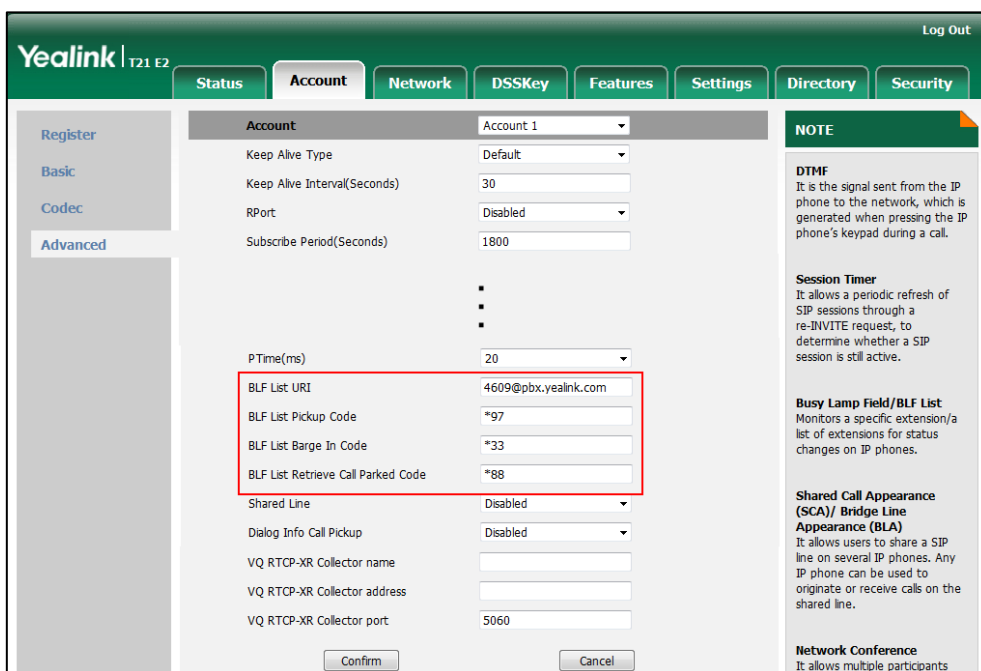 Log Out
Yealink | T21 E2
Status Account Network DSSKey Features Settings Directory Security
Register
Basic
Codec
Advanced
Account Account 1
Keep Alive Type Default
Keep Alive Interval(Seconds) 30
RPort Disabled
Subscribe Period(Seconds) 1800
PTime(ms) 20
BLF List URI 4609@pbx.yealink.com
BLF List Pickup Code *97
BLF List Barge In Code *33
BLF List Retrieve Call Parked Code *88
Shared Line Disabled
Dialog Info Call Pickup Disabled
VQ RTCP-XR Collector name
VQ RTCP-XR Collector address
VQ RTCP-XR Collector port 5060
Confirm Cancel
NOTE
DTMF
It is the signal sent from the IP
phone to the network, which is
generated when pressing the IP
phone's keypad during a call.
Session Timer
It allows a periodic refresh of
SIP sessions through a
re-INVITE request, to
determine whether a SIP
session is still active.
Busy Lamp Field/BLF List
Monitors a specific extension/a
list of extensions for status
changes on IP phones.
Shared Call Appearance
(SCA)/ Bridge Line
Appearance (BLA)
It allows users to share a SIP
line on several IP phones. Any
IP phone can be used to
originate or receive calls on the
shared line.
Network Conference
It allows multiple participants